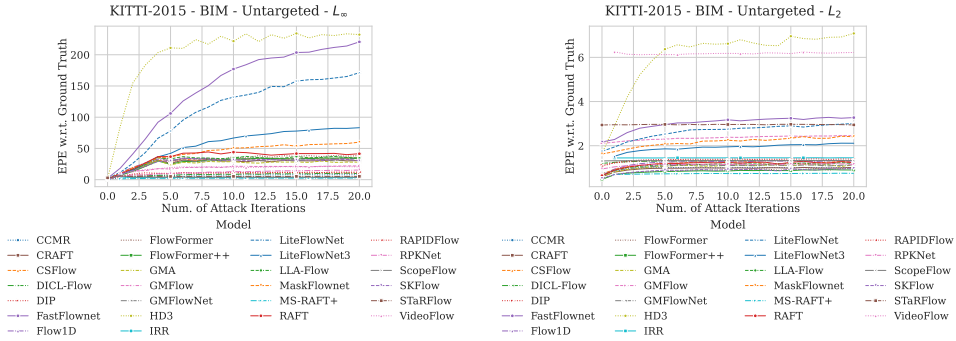 KITTI-2015 - BIM - Untargeted - L∞
EPE w.r.t. Ground Truth
200
150
100
50
0
0.0 2.5 5.0 7.5 10.0 12.5 15.0 17.5 20.0
Num. of Attack Iterations
Model
CCMR FlowFormer LiteFlowNet RAPIDFlow
CRAFT FlowFormer++ LiteFlowNet3 RPKNet
CSFlow GMA LLA-Flow ScopeFlow
DICL-Flow GMFlow MaskFlownet SKFlow
DIP GMFlowNet MS-RAFT+ STaRFlow
FastFlownet HD3 RAFT VideoFlow
Flow1D IRR
KITTI-2015 - BIM - Untargeted - L2
EPE w.r.t. Ground Truth
6
4
2
0.0 2.5 5.0 7.5 10.0 12.5 15.0 17.5 20.0
Num. of Attack Iterations
Model
CCMR FlowFormer LiteFlowNet RAPIDFlow
CRAFT FlowFormer++ LiteFlowNet3 RPKNet
CSFlow GMA LLA-Flow ScopeFlow
DICL-Flow GMFlow MaskFlownet SKFlow
DIP GMFlowNet MS-RAFT+ STaRFlow
FastFlownet HD3 RAFT VideoFlow
Flow1D IRR